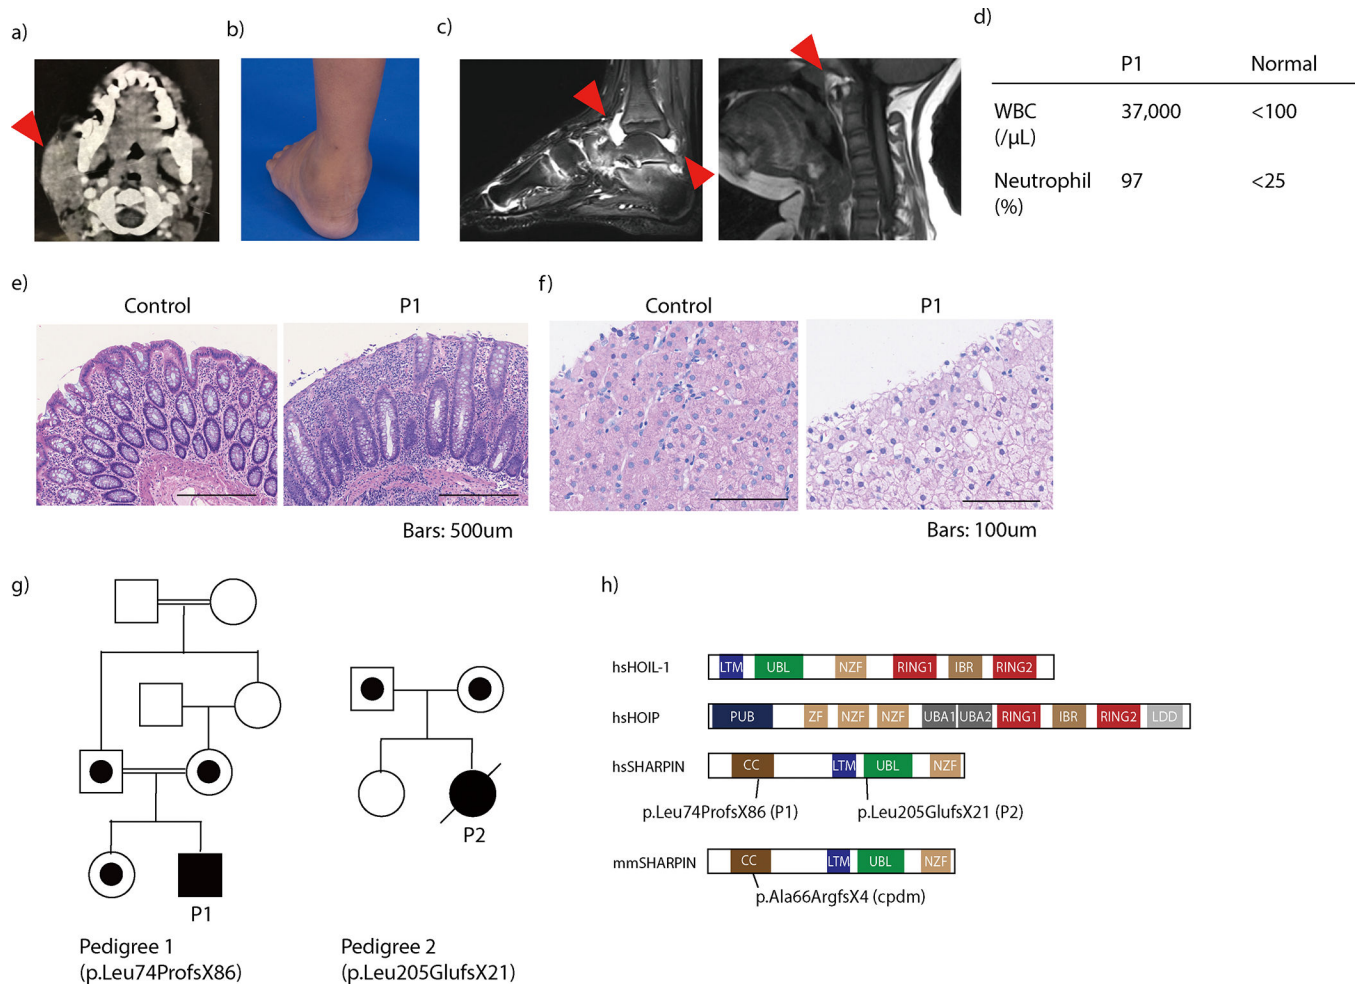 a)
b)
c)
d)
P1 Normal
WBC 37,000 <100
(/µL)
Neutrophil 97 <25
(%)
e)
Control P1
Bars: 500um
f)
Control P1
Bars: 100um
g)
P1
P2
Pedigree 1
(p.Leu74ProfsX86)
Pedigree 2
(p.Leu205GlufsX21)
h)
hsHOIL-1 LTM UBL NZF RING1 IBR RING2
hsHOIP PUB ZF NZF NZF UBA1 UBA2 RING1 IBR RING2 LDD
hsSHARPIN CC LTM UBL NZF
p.Leu74ProfsX86 (P1) p.Leu205GlufsX21 (P2)
mmSHARPIN CC LTM UBL NZF
p.Ala66ArgfsX4 (cpdm)